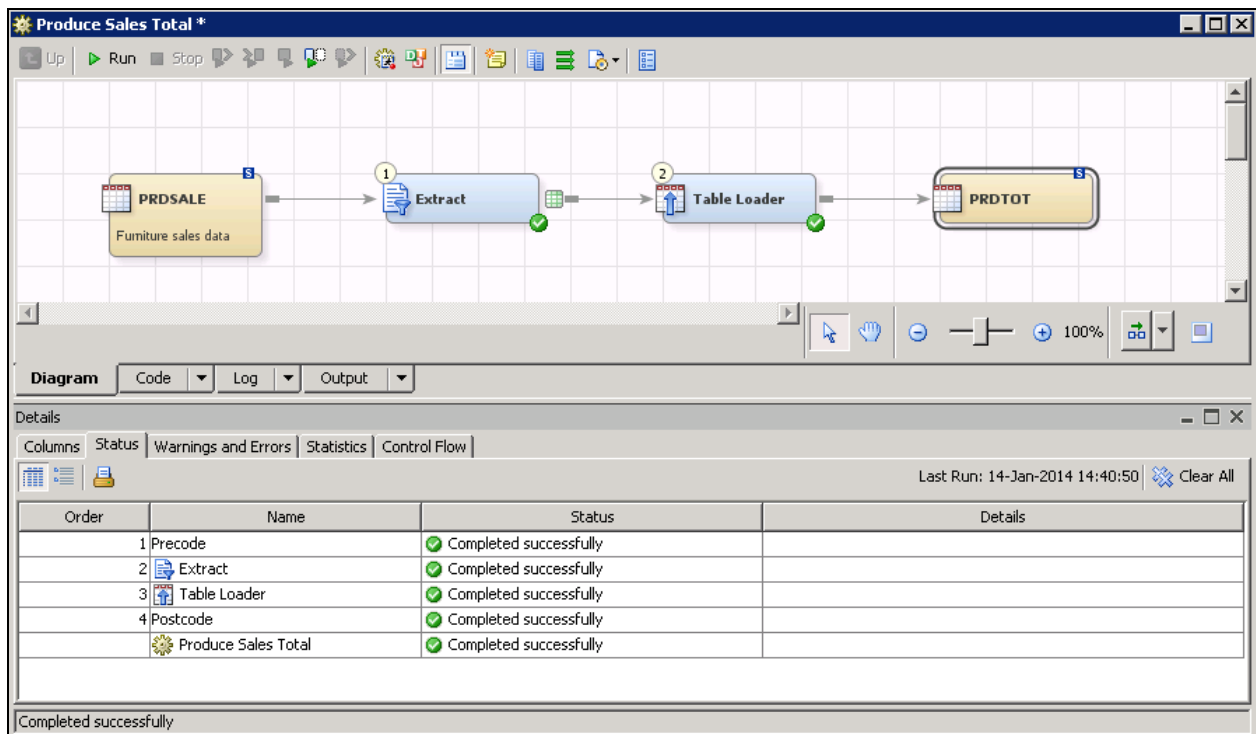 Produce Sales Total *
Up Run Stop
1
2
S
S
PRDSALE
Furniture sales data
Extract
Table Loader
PRDTOT
100%
Diagram Code Log Output
Details
Columns Status Warnings and Errors Statistics Control Flow
Last Run: 14-Jan-2014 14:40:50 Clear All
Order Name Status Details
1 Precode Completed successfully
2 Extract Completed successfully
3 Table Loader Completed successfully
4 Postcode Completed successfully
Produce Sales Total Completed successfully
Completed successfully